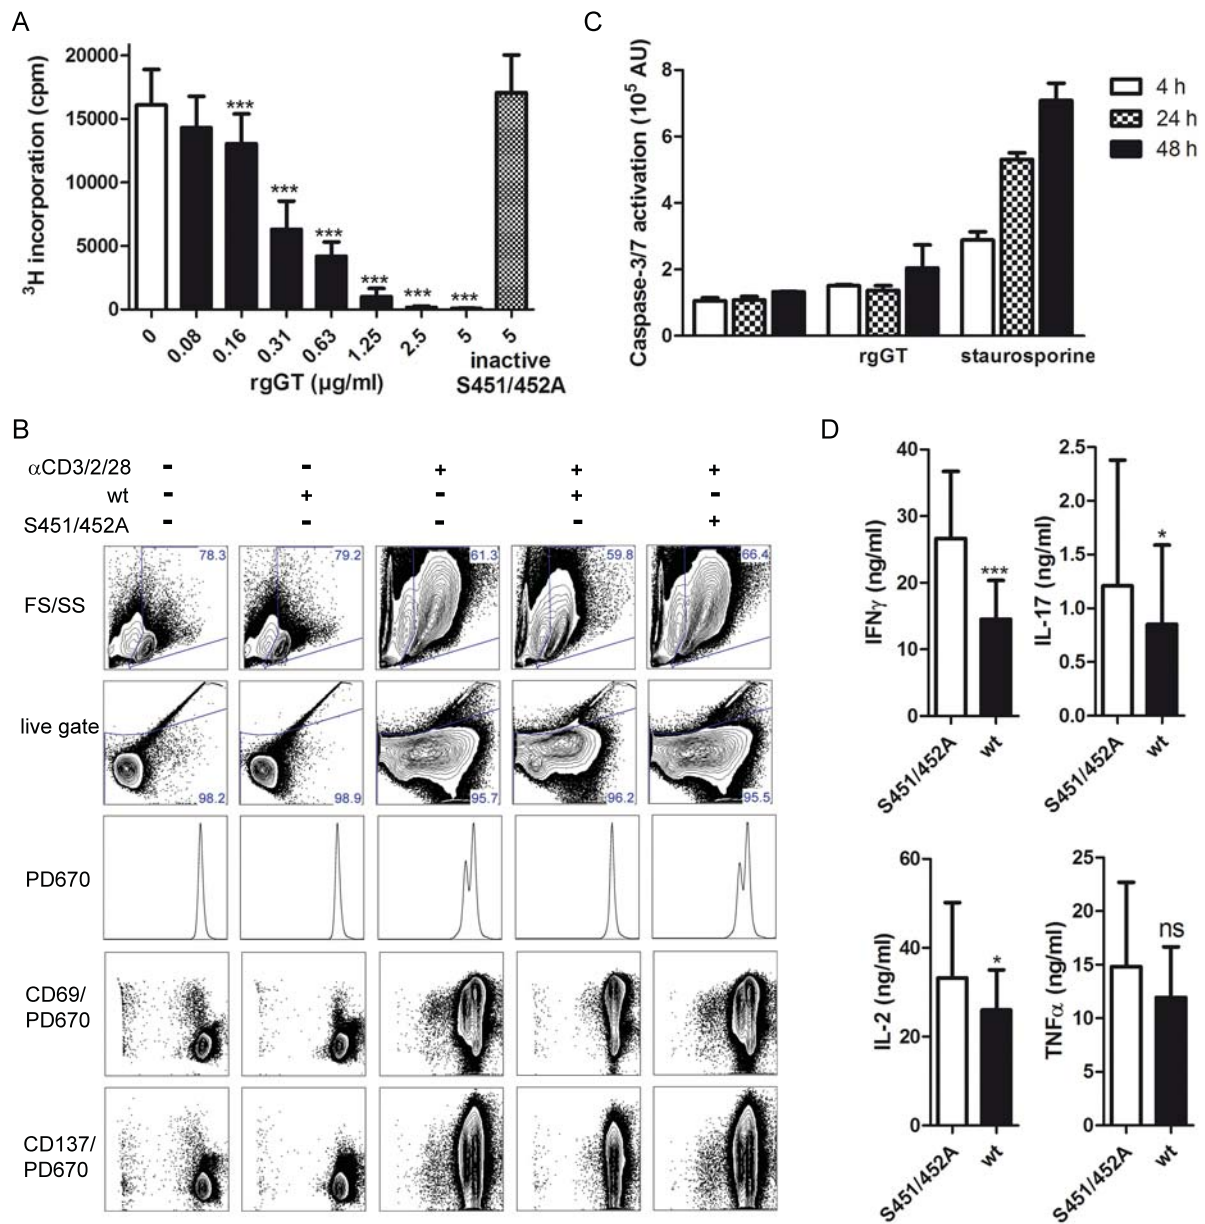 A
³H incorporation (cpm)
20000
15000
10000
5000
0
***
***
***
***
***
***
0
0.08
0.16
0.31
0.63
1.25
2.5
5
5
rgGT (µg/ml)
inactive
S451/452A
C
Caspase-3/7 activation (10⁵ AU)
8
6
4
2
0
rgGT
staurosporine
4 h
24 h
48 h
B
αCD3/2/28 - - + + +
wt - + - + -
S451/452A - - - - +
FS/SS
78.3
79.2
61.3
59.8
66.4
live gate
98.2
98.9
95.7
96.2
95.5
PD670
CD69/
PD670
CD137/
PD670
D
IFNγ (ng/ml)
40
30
20
10
0
***
S451/452A
wt
IL-17 (ng/ml)
2.5
2.0
1.5
1.0
0.5
0.0
*
S451/452A
wt
IL-2 (ng/ml)
60
40
20
0
*
S451/452A
wt
TNFα (ng/ml)
25
20
15
10
5
0
ns
S451/452A
wt